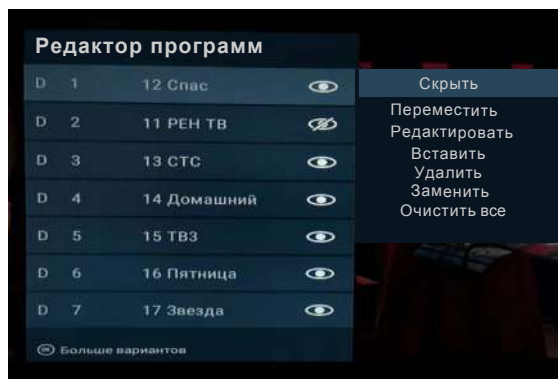 Редактор программ
D 1 12 Спас
D 2 11 РЕН ТВ
D 3 13 СТС
D 4 14 Домашний
D 5 15 ТВ3
D 6 16 Пятница
D 7 17 Звезда
OK Больше вариантов
Скрыть
Переместить
Редактировать
Вставить
Удалить
Заменить
Очистить все